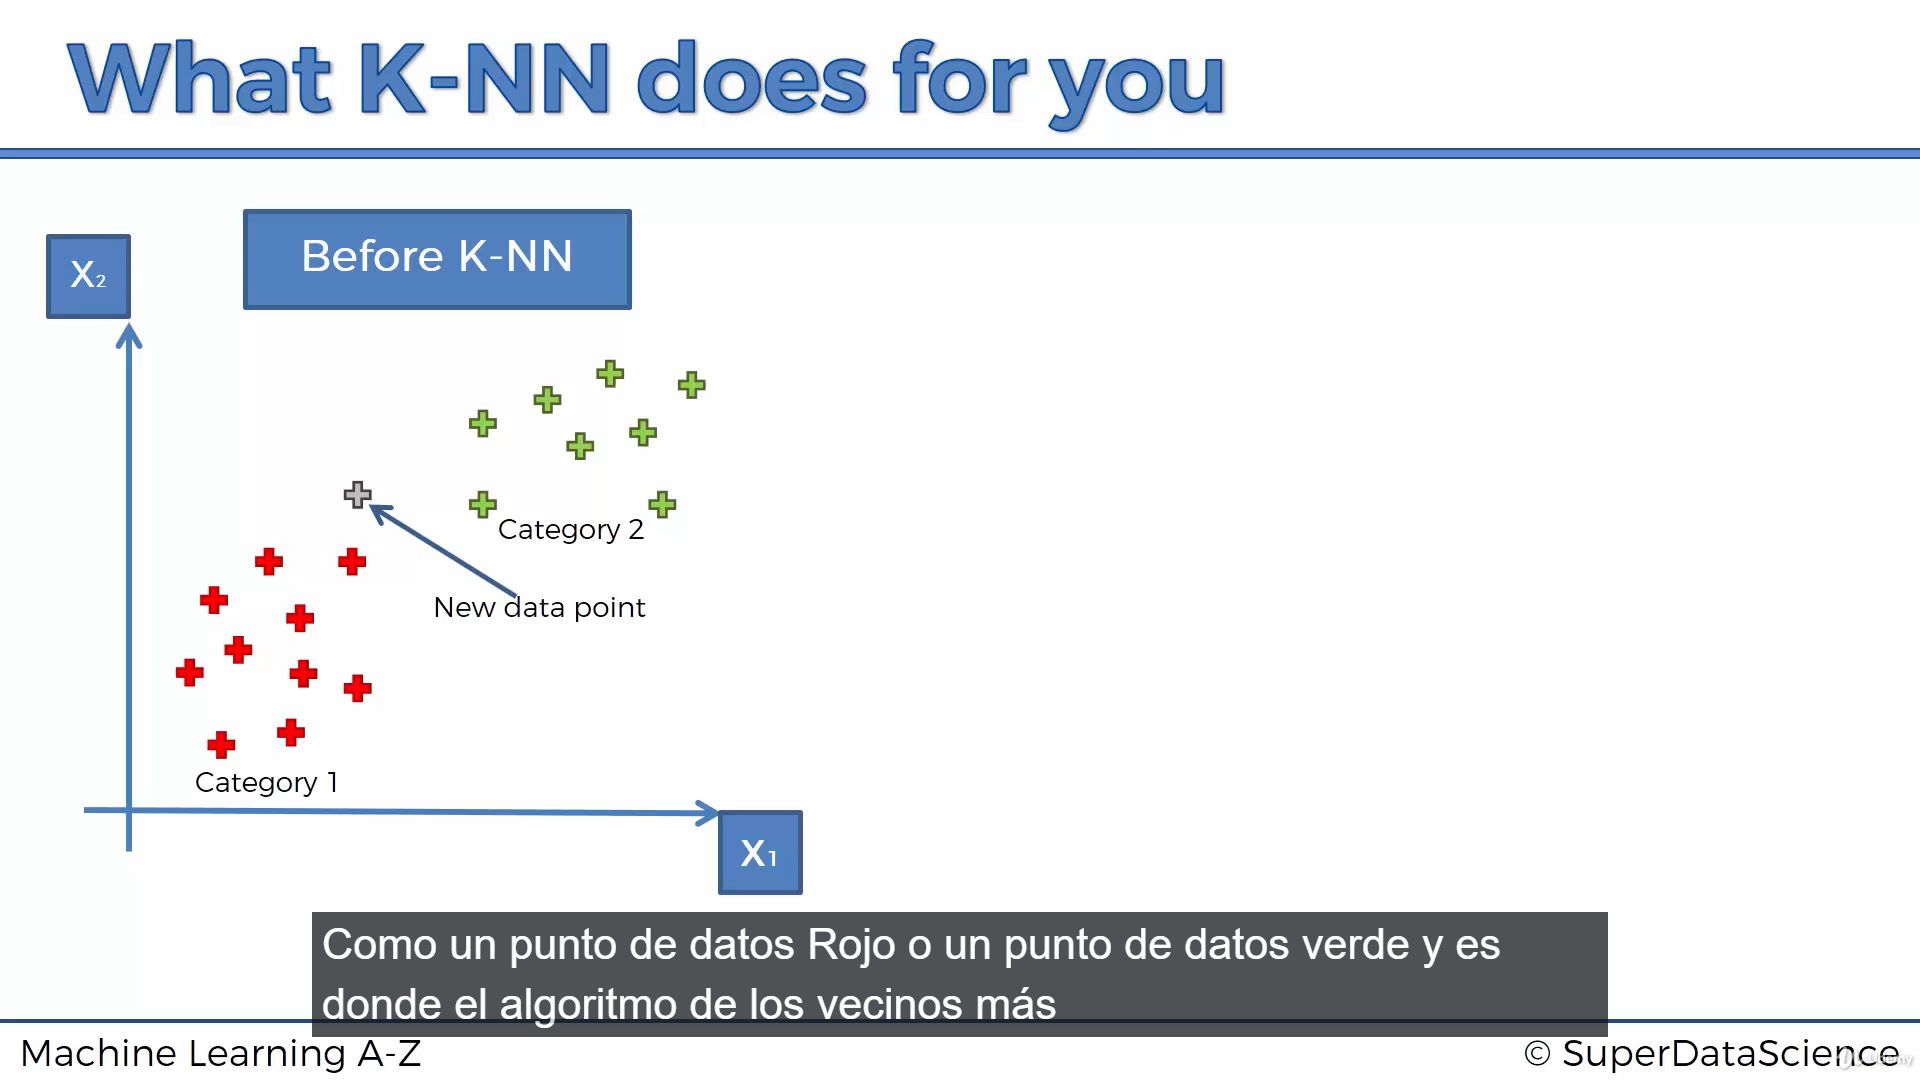 What K-NN does for you
Before K-NN
X2
Category 2
New data point
Category 1
X1
Como un punto de datos Rojo o un punto de datos verde y es
donde el algoritmo de los vecinos más
Machine Learning A-Z
© SuperDataScience